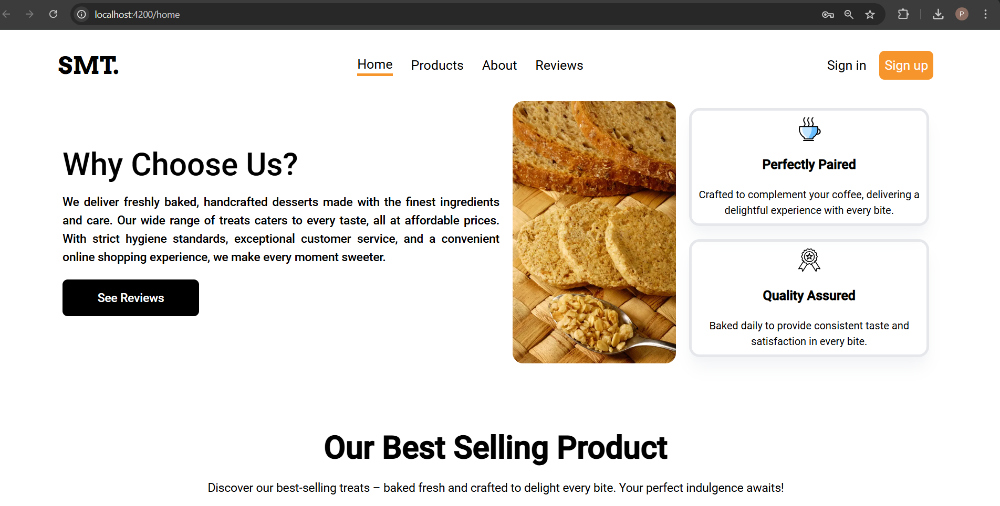 localhost:4200/home
P
SMT.
Home Products About Reviews
Sign in Sign up
Why Choose Us?
We deliver freshly baked, handcrafted desserts made with the finest ingredients
and care. Our wide range of treats caters to every taste, all at affordable prices.
With strict hygiene standards, exceptional customer service, and a convenient
online shopping experience, we make every moment sweeter.
See Reviews
Perfectly Paired
Crafted to complement your coffee, delivering a
delightful experience with every bite.
Quality Assured
Baked daily to provide consistent taste and
satisfaction in every bite.
Our Best Selling Product
Discover our best-selling treats – baked fresh and crafted to delight every bite. Your perfect indulgence awaits!